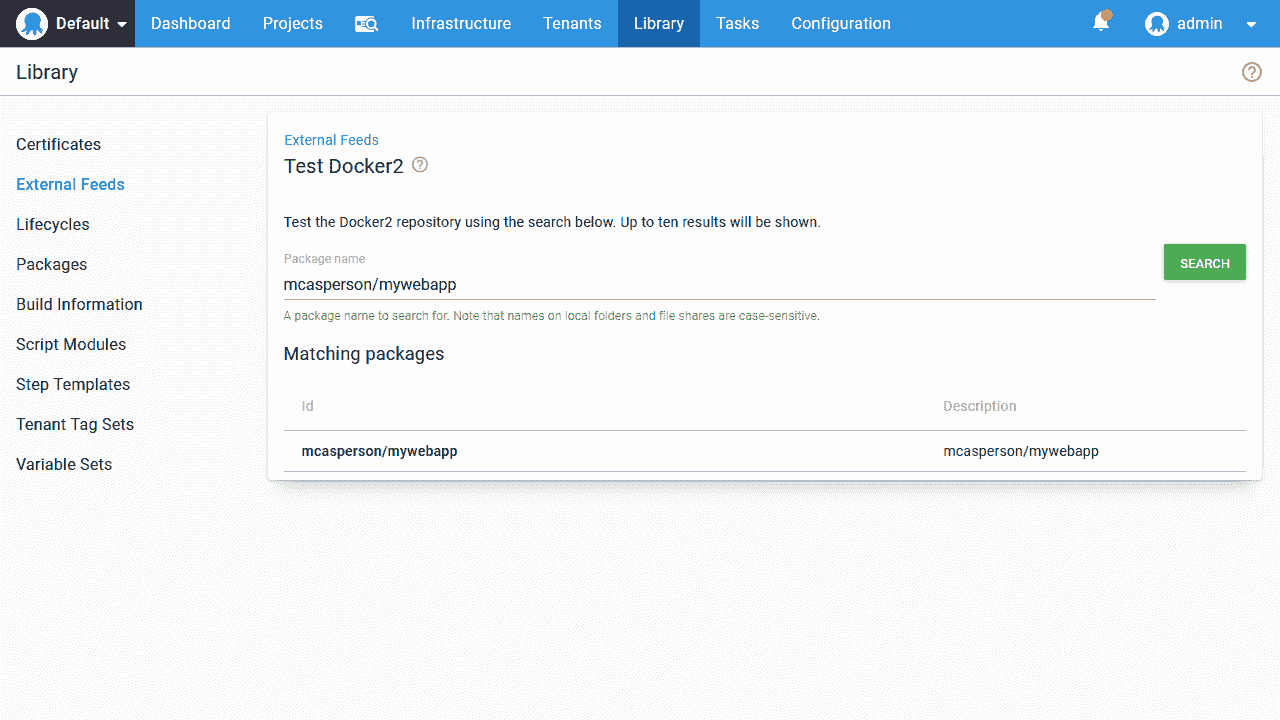 Default Dashboard Projects Infrastructure Tenants Library Tasks Configuration admin
Library
Certificates
External Feeds
Lifecycles
Packages
Build Information
Script Modules
Step Templates
Tenant Tag Sets
Variable Sets
External Feeds
Test Docker2
Test the Docker2 repository using the search below. Up to ten results will be shown.
Package name
mcasperson/mywebapp
SEARCH
A package name to search for. Note that names on local folders and file shares are case-sensitive.
Matching packages
Id Description
mcasperson/mywebapp mcasperson/mywebapp